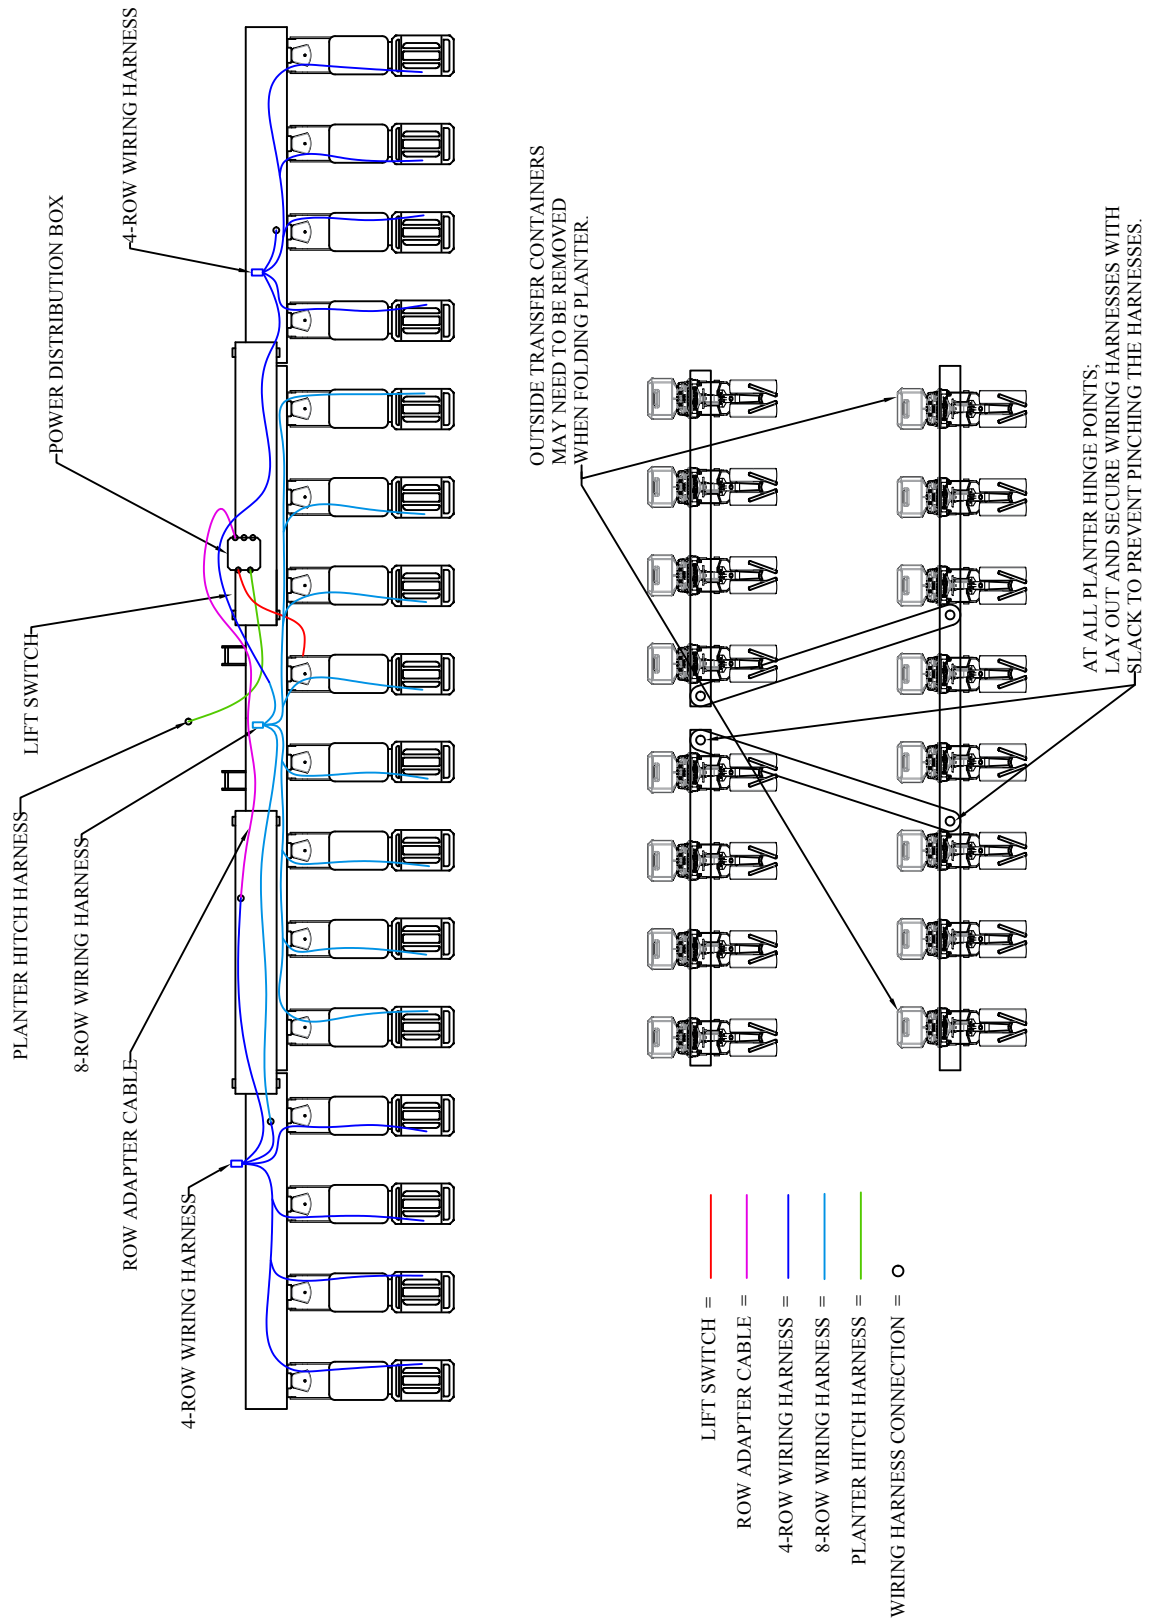 PLANTER HITCH HARNESS
LIFT SWITCH
POWER DISTRIBUTION BOX
4-ROW WIRING HARNESS
8-ROW WIRING HARNESS
ROW ADAPTER CABLE
4-ROW WIRING HARNESS
OUTSIDE TRANSFER CONTAINERS
MAY NEED TO BE REMOVED
WHEN FOLDING PLANTER.
AT ALL PLANTER HINGE POINTS;
LAY OUT AND SECURE WIRING HARNESSES WITH
SLACK TO PREVENT PINCHING THE HARNESSES.
LIFT SWITCH =
ROW ADAPTER CABLE =
4-ROW WIRING HARNESS =
8-ROW WIRING HARNESS =
PLANTER HITCH HARNESS =
WIRING HARNESS CONNECTION =